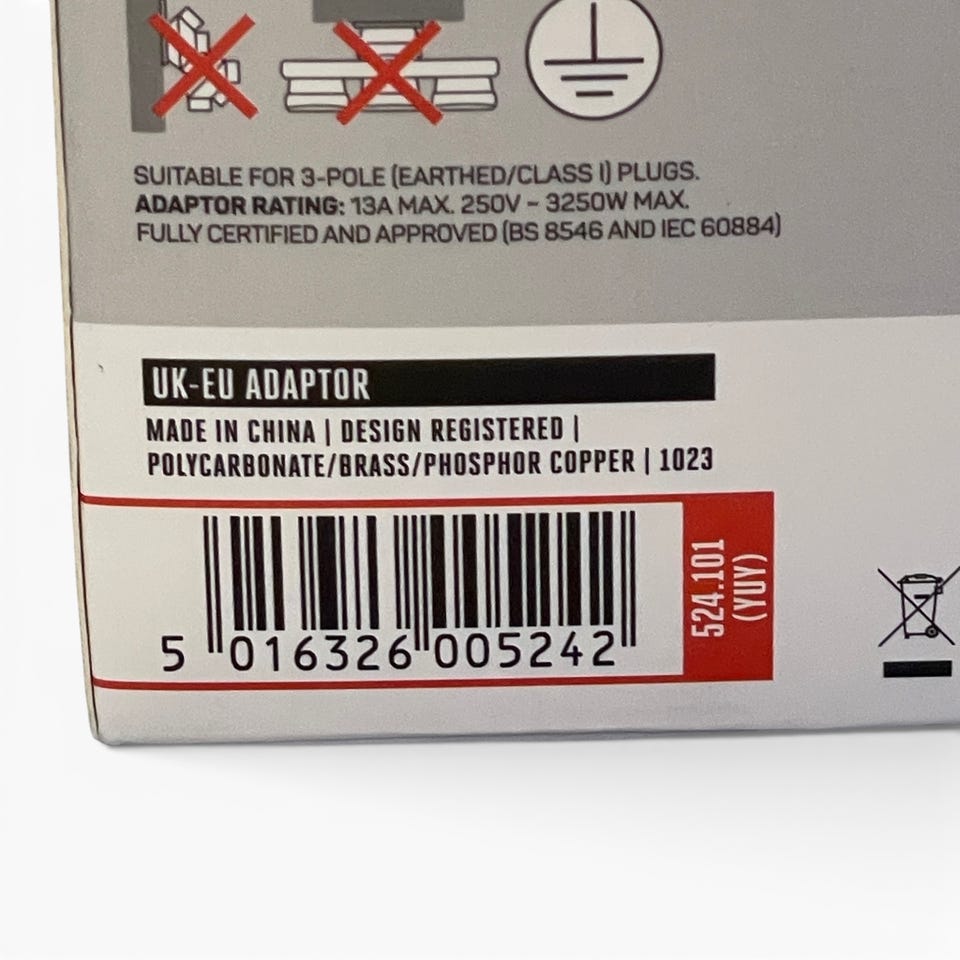 SUITABLE FOR 3-POLE (EARTHED/CLASS I) PLUGS.
ADAPTOR RATING: 13A MAX. 250V – 3250W MAX.
FULLY CERTIFIED AND APPROVED (BS 8546 AND IEC 60884)
UK-EU ADAPTOR
MADE IN CHINA | DESIGN REGISTERED |
POLYCARBONATE/BRASS/PHOSPHOR COPPER | 1023
5 016326 005242
524.101
(YUY)